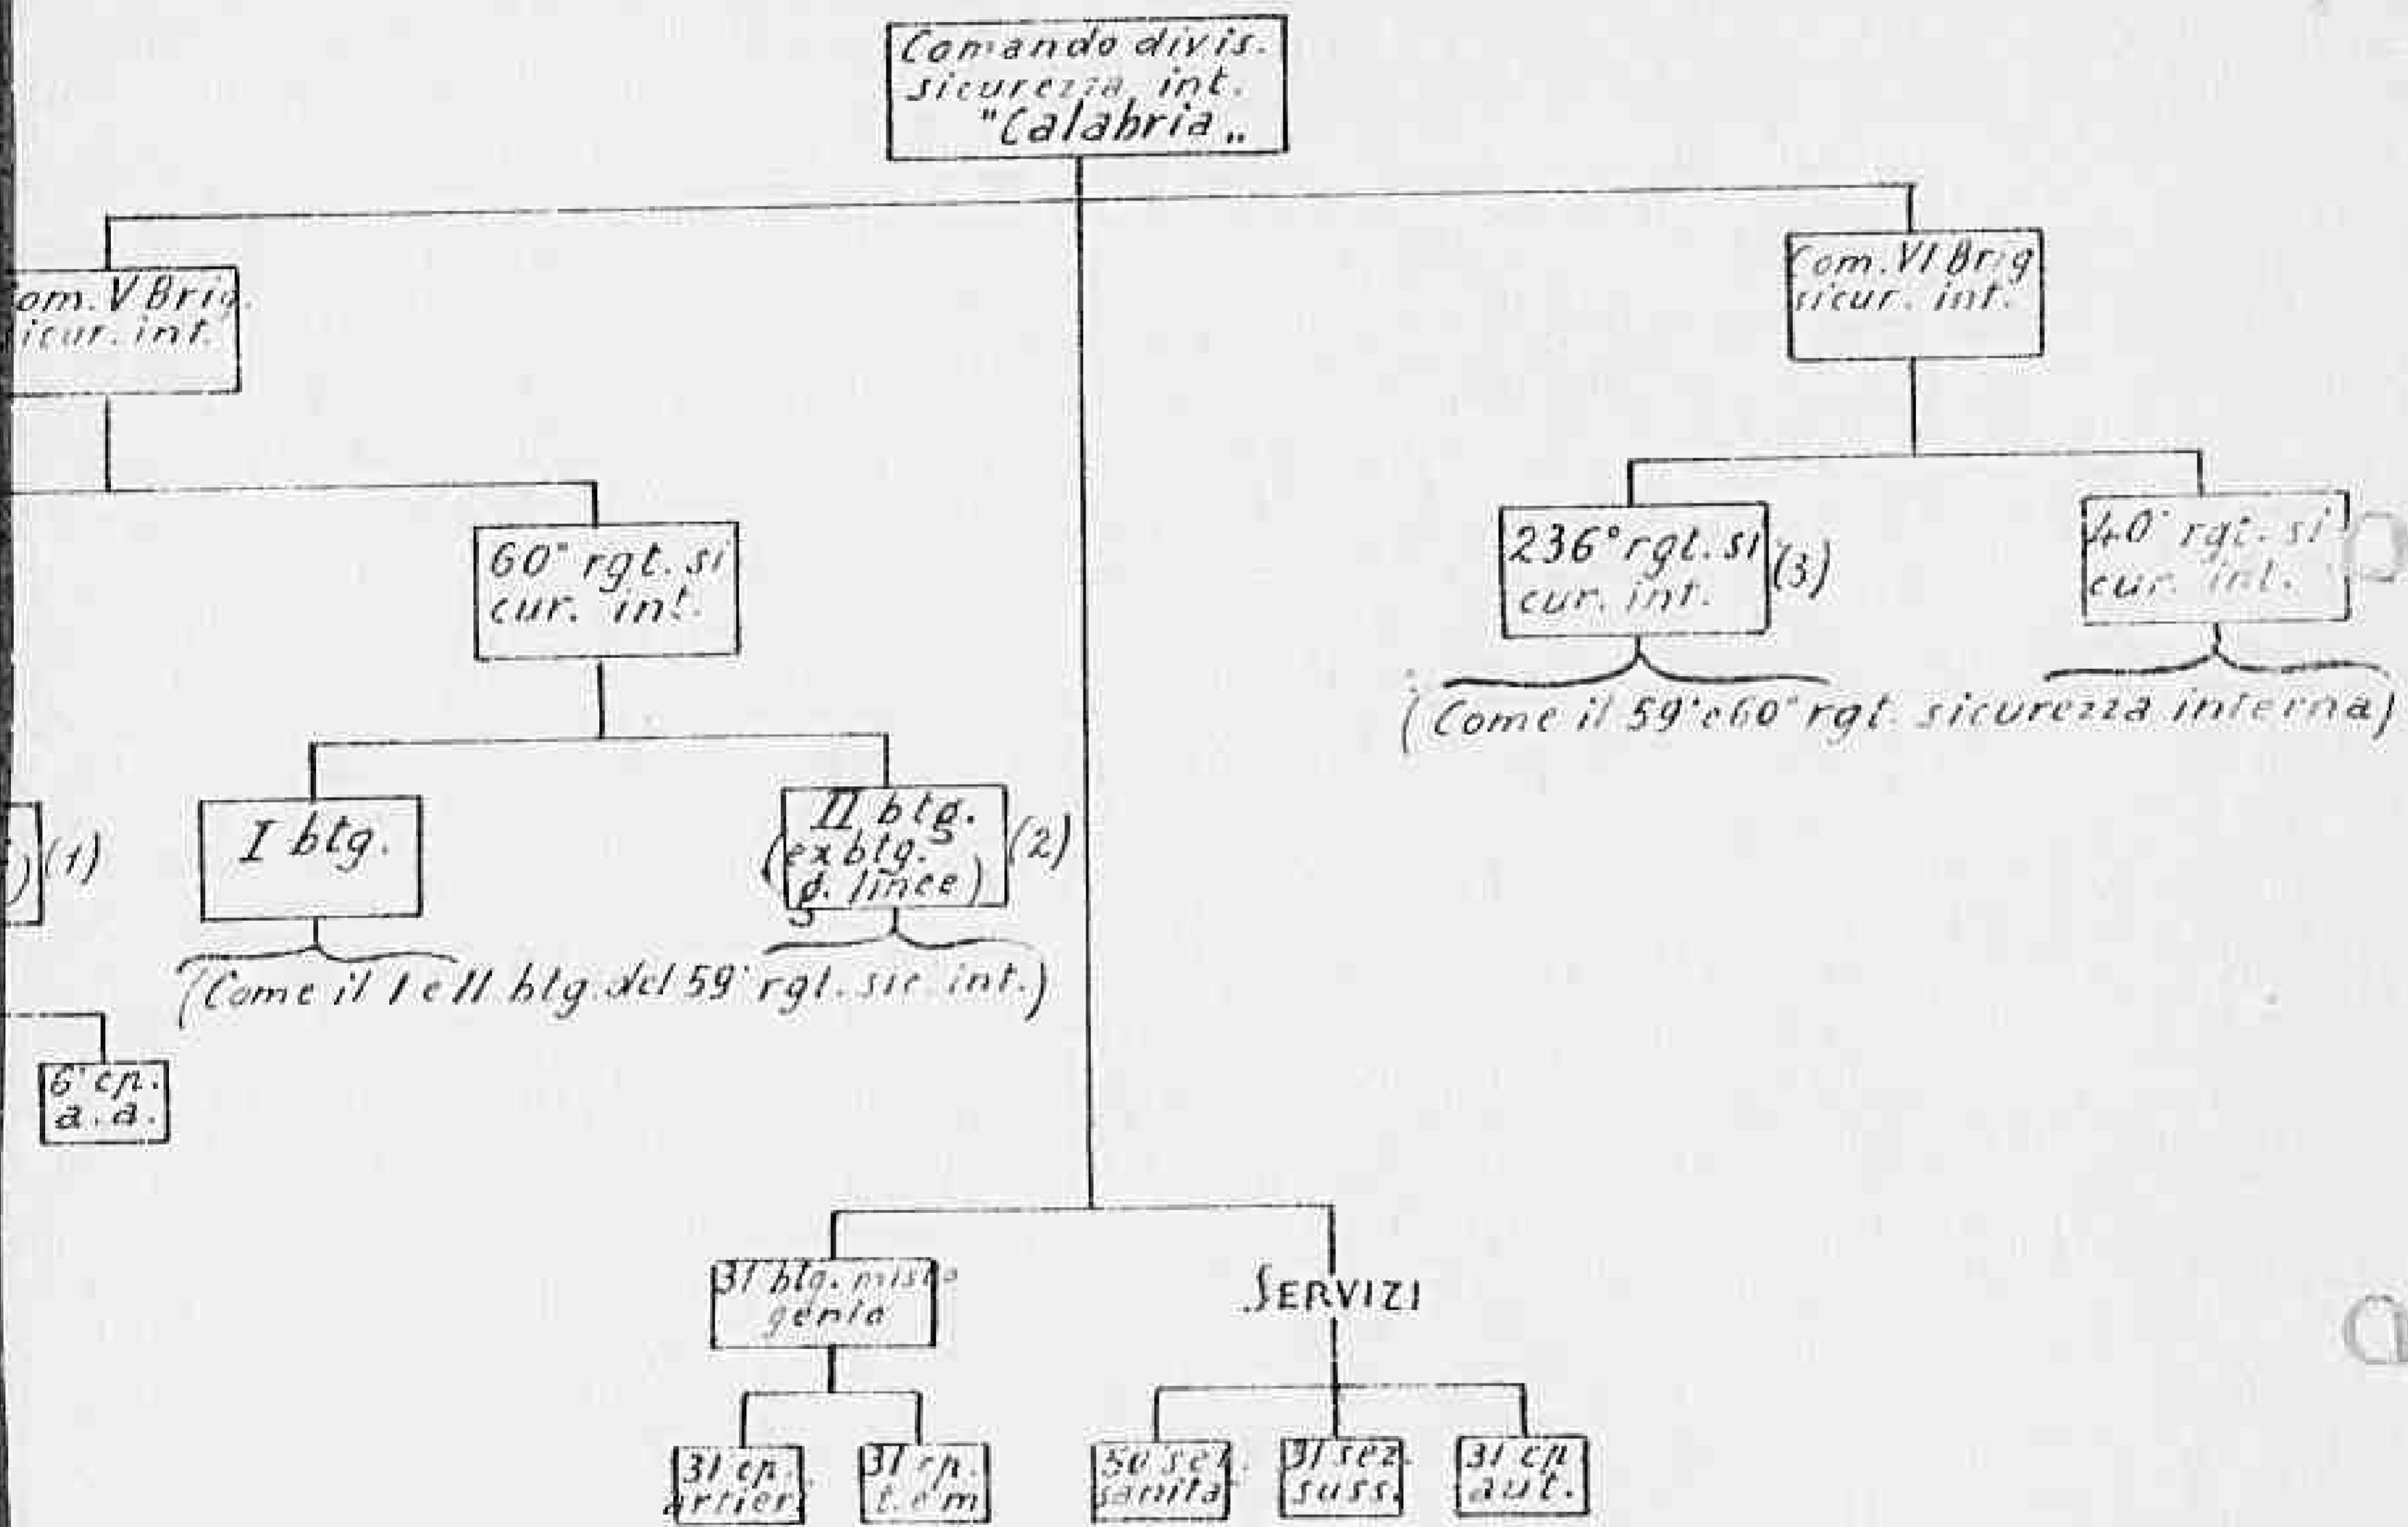 Comando divis.
sicurezza int.
"Calabria„
om. V Brig.
icur. int.
Com. VI Brig
sicur. int.
60° rgt. si
cur. int.
236° rgt. si (3)
cur. int.
40° rgt. si
cur. int.
(Come il 59° e 60° rgt. sicurezza interna)
) (1)
I btg.
II btg.
(ex btg. (2)
g. lince)
(Come il I e II btg. del 59° rgt. sic. int.)
6° cp.
a. a.
31 btg. misto
genio
SERVIZI
31 cp.
artier.
31 cp.
t. e m
50 sez.
sanita
31 sez.
suss.
31 cp
aut.